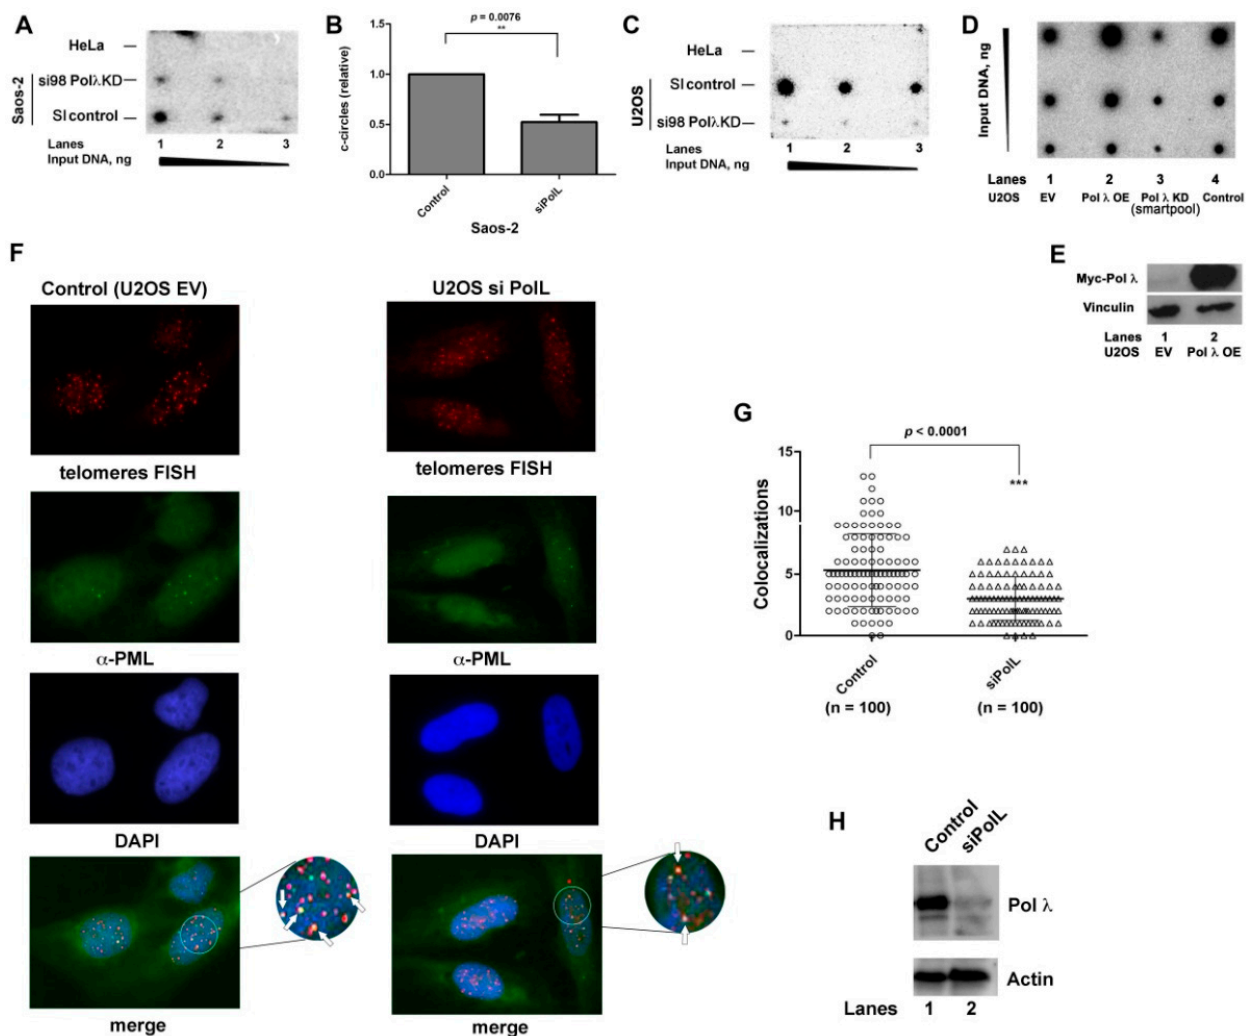 A
HeLa
Saos-2
si98 PolλKD
SI control
Lanes 1 2 3
Input DNA, ng
B
p = 0.0076
**
c-circles (relative)
1.5
1.0
0.5
0.0
Control
siPolL
Saos-2
C
HeLa
U2OS
SI control
si98 PolλKD
Lanes 1 2 3
Input DNA, ng
D
Input DNA, ng
Lanes 1 2 3 4
U2OS EV Pol λ OE Pol λ KD Control
(smartpool)
E
Myc-Pol λ
Vinculin
Lanes 1 2
U2OS EV Pol λ OE
F
Control (U2OS EV)
U2OS si PolL
telomeres FISH
telomeres FISH
α-PML
α-PML
DAPI
DAPI
merge
merge
G
p < 0.0001
***
Colocalizations
15
10
5
0
Control
siPolL
(n = 100) (n = 100)
H
Control
siPolL
Pol λ
Actin
Lanes 1 2